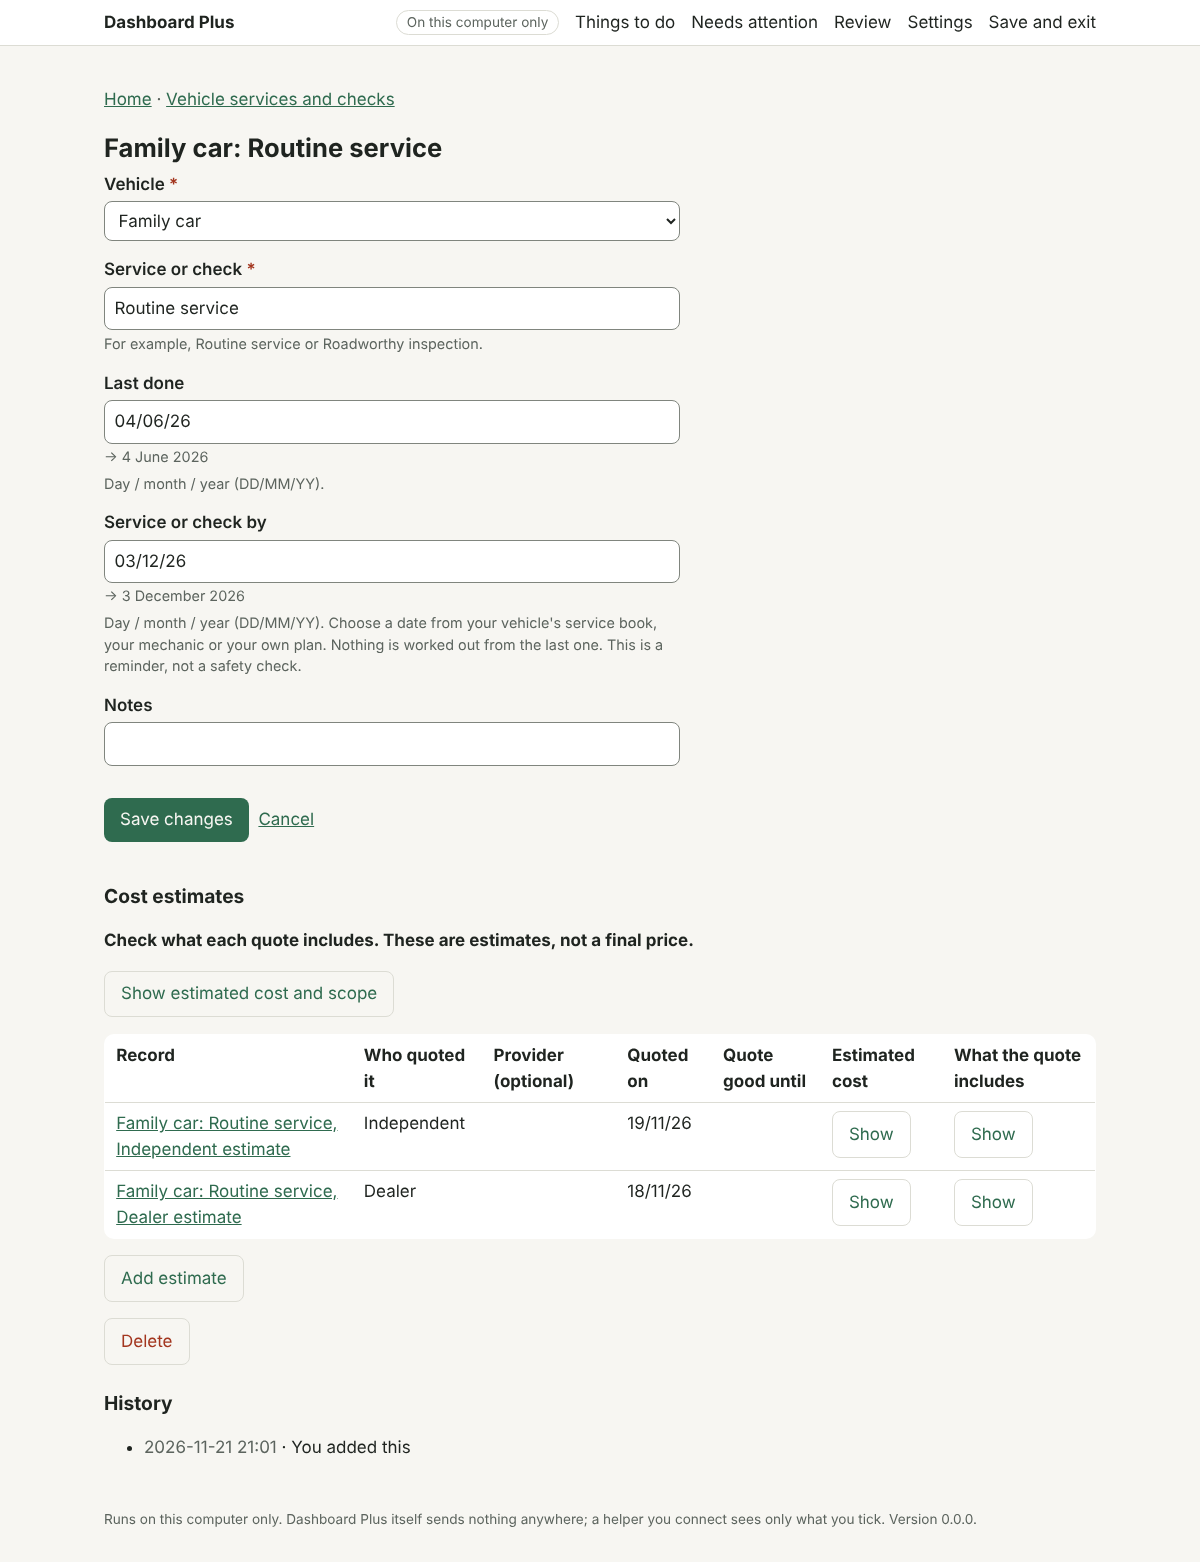 Dashboard Plus
On this computer only
Things to do
Needs attention
Review
Settings
Save and exit
Home · Vehicle services and checks
Family car: Routine service
Vehicle *
Family car
Service or check *
Routine service
For example, Routine service or Roadworthy inspection.
Last done
04/06/26
→ 4 June 2026
Day / month / year (DD/MM/YY).
Service or check by
03/12/26
→ 3 December 2026
Day / month / year (DD/MM/YY). Choose a date from your vehicle's service book,
your mechanic or your own plan. Nothing is worked out from the last one. This is a
reminder, not a safety check.
Notes
Save changes
Cancel
Cost estimates
Check what each quote includes. These are estimates, not a final price.
Show estimated cost and scope
Record
Who quoted it
Provider (optional)
Quoted on
Quote good until
Estimated cost
What the quote includes
Family car: Routine service, Independent estimate
Independent
19/11/26
Show
Show
Family car: Routine service, Dealer estimate
Dealer
18/11/26
Show
Show
Add estimate
Delete
History
• 2026-11-21 21:01 · You added this
Runs on this computer only. Dashboard Plus itself sends nothing anywhere; a helper you connect sees only what you tick. Version 0.0.0.